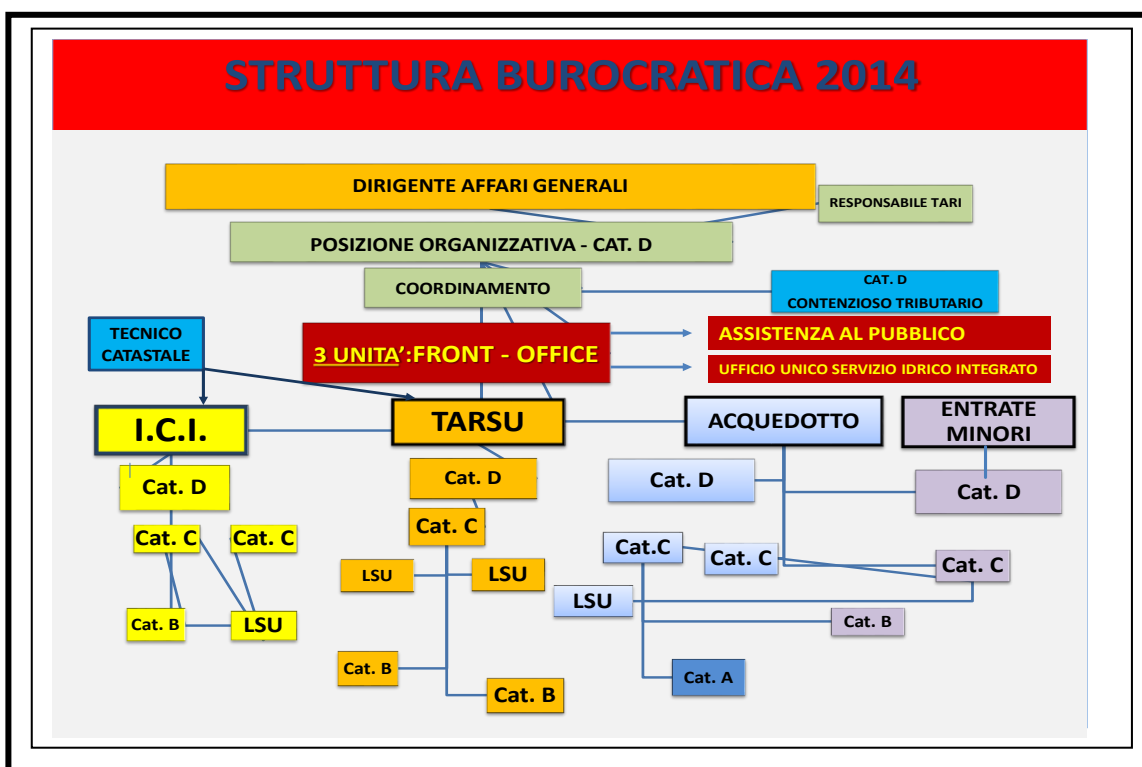 STRUTTURA BUROCRATICA 2014
DIRIGENTE AFFARI GENERALI
RESPONSABILE TARI
POSIZIONE ORGANIZZATIVA - CAT. D
COORDINAMENTO
CAT. D
CONTENZIOSO TRIBUTARIO
TECNICO
CATASTALE
3 UNITA’:FRONT - OFFICE
ASSISTENZA AL PUBBLICO
UFFICIO UNICO SERVIZIO IDRICO INTEGRATO
I.C.I.
TARSU
ACQUEDOTTO
ENTRATE
MINORI
Cat. D
Cat. D
Cat. D
Cat. D
Cat. C
Cat. C
Cat. C
Cat.C
Cat. C
Cat. C
LSU
LSU
LSU
Cat. B
LSU
Cat. B
Cat. B
Cat. B
Cat. A